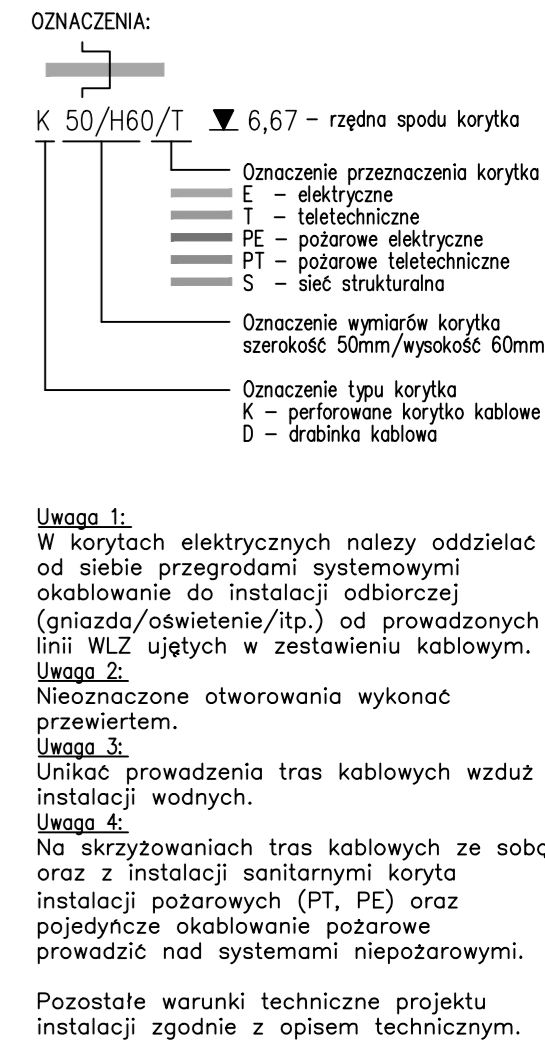 OZNACZENIA:
K 50/H60/T ▼ 6,67 – rzędna spodu korytka
Oznaczenie przeznaczenia korytka
E – elektryczne
T – teletechniczne
PE – pożarowe elektryczne
PT – pożarowe teletechniczne
S – sieć strukturalna
Oznaczenie wymiarów korytka
szerokość 50mm/wysokość 60mm
Oznaczenie typu korytka
K – perforowane korytko kablowe
D – drabinka kablowa
Uwaga 1:
W korytach elektrycznych nalezy oddzielać
od siebie przegrodami systemowymi
okablowanie do instalacji odbiorczej
(gniazda/oświetenie/itp.) od prowadzonych
linii WLZ ujętych w zestawieniu kablowym.
Uwaga 2:
Nieoznaczone otworowania wykonać
przewiertem.
Uwaga 3:
Unikać prowadzenia tras kablowych wzduż
instalacji wodnych.
Uwaga 4:
Na skrzyżowaniach tras kablowych ze sobą
oraz z instalacji sanitarnymi koryta
instalacji pożarowych (PT, PE) oraz
pojedyńcze okablowanie pożarowe
prowadzić nad systemami niepożarowymi.
Pozostałe warunki techniczne projektu
instalacji zgodnie z opisem technicznym.